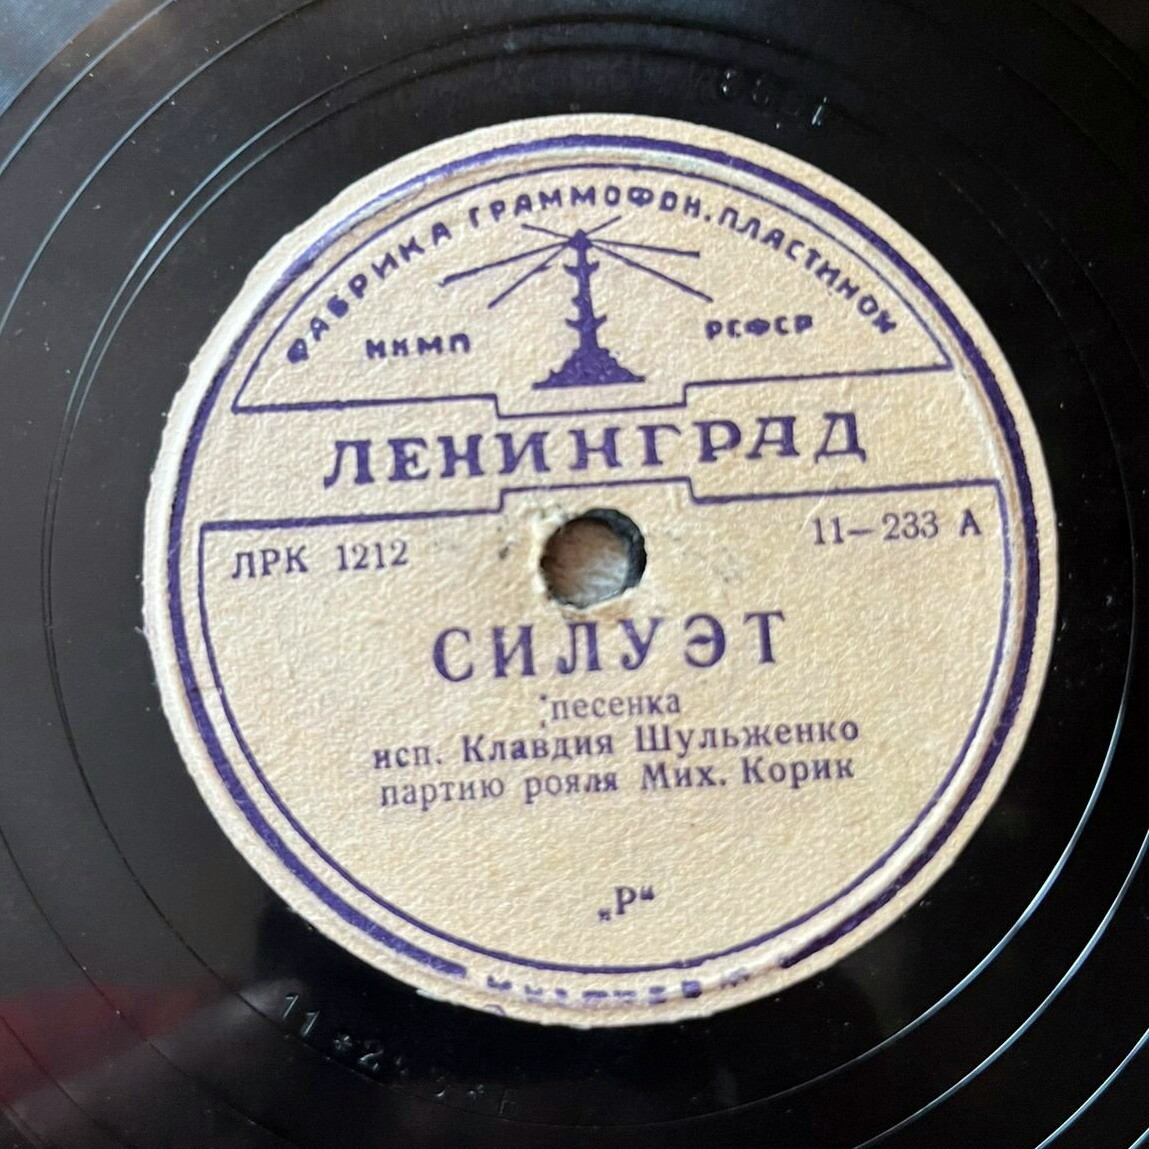 ФАБРИКА ГРАММОФОН. ПЛАСТИНОК
НКМП РСФСР
ЛЕНИНГРАД
ЛРК 1212 11—233 А
СИЛУЭТ
песенка
исп. Клавдия Шульженко
партию рояля Мих. Корик
„Р“